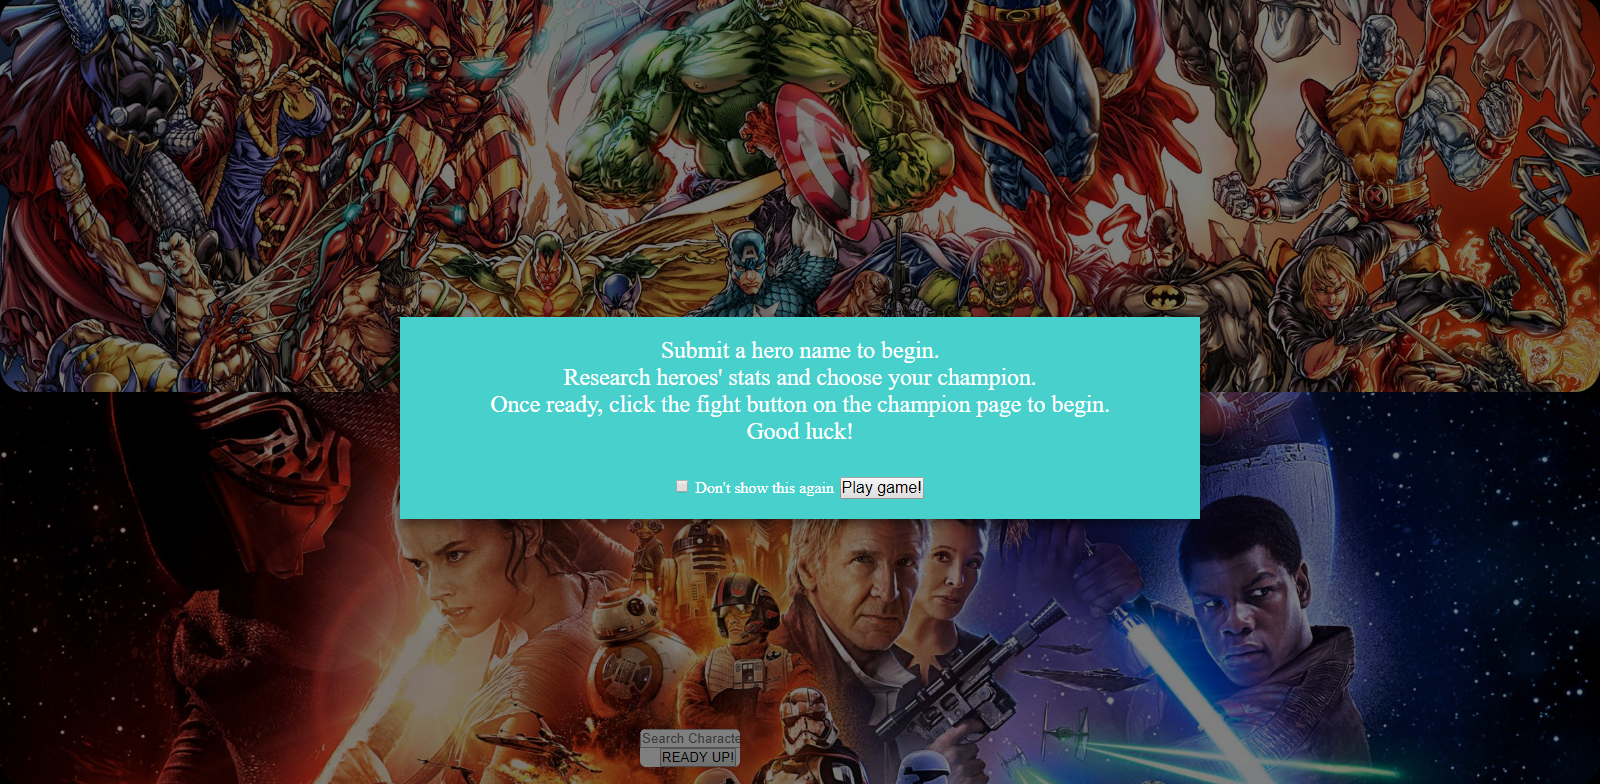 Submit a hero name to begin.
Research heroes' stats and choose your champion.
Once ready, click the fight button on the champion page to begin.
Good luck!
Don't show this again
Play game!
Search Characte
READY UP!